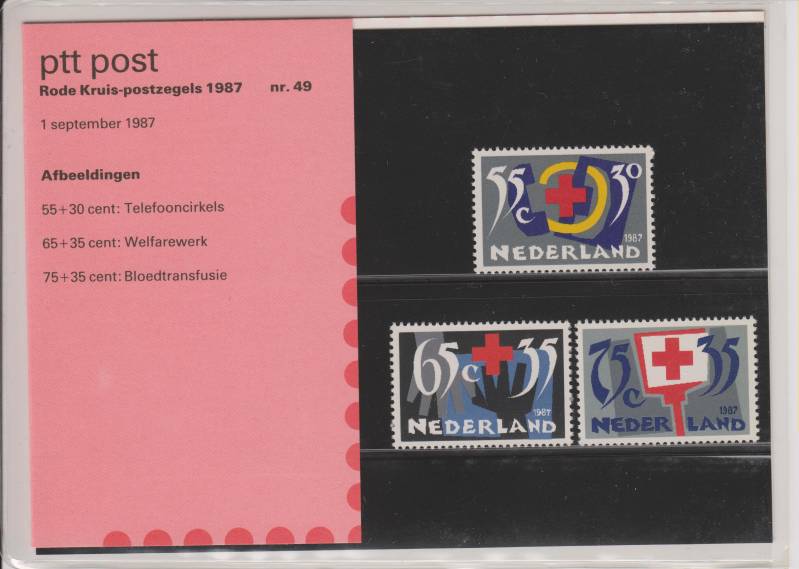 ptt post
Rode Kruis-postzegels 1987 nr. 49
1 september 1987
Afbeeldingen
55+30 cent: Telefooncirkels
65+35 cent: Welfarewerk
75+35 cent: Bloedtransfusie
55c 30
1987
NEDERLAND
65c 35
1987
NEDERLAND
75c 35
1987
NEDERLAND